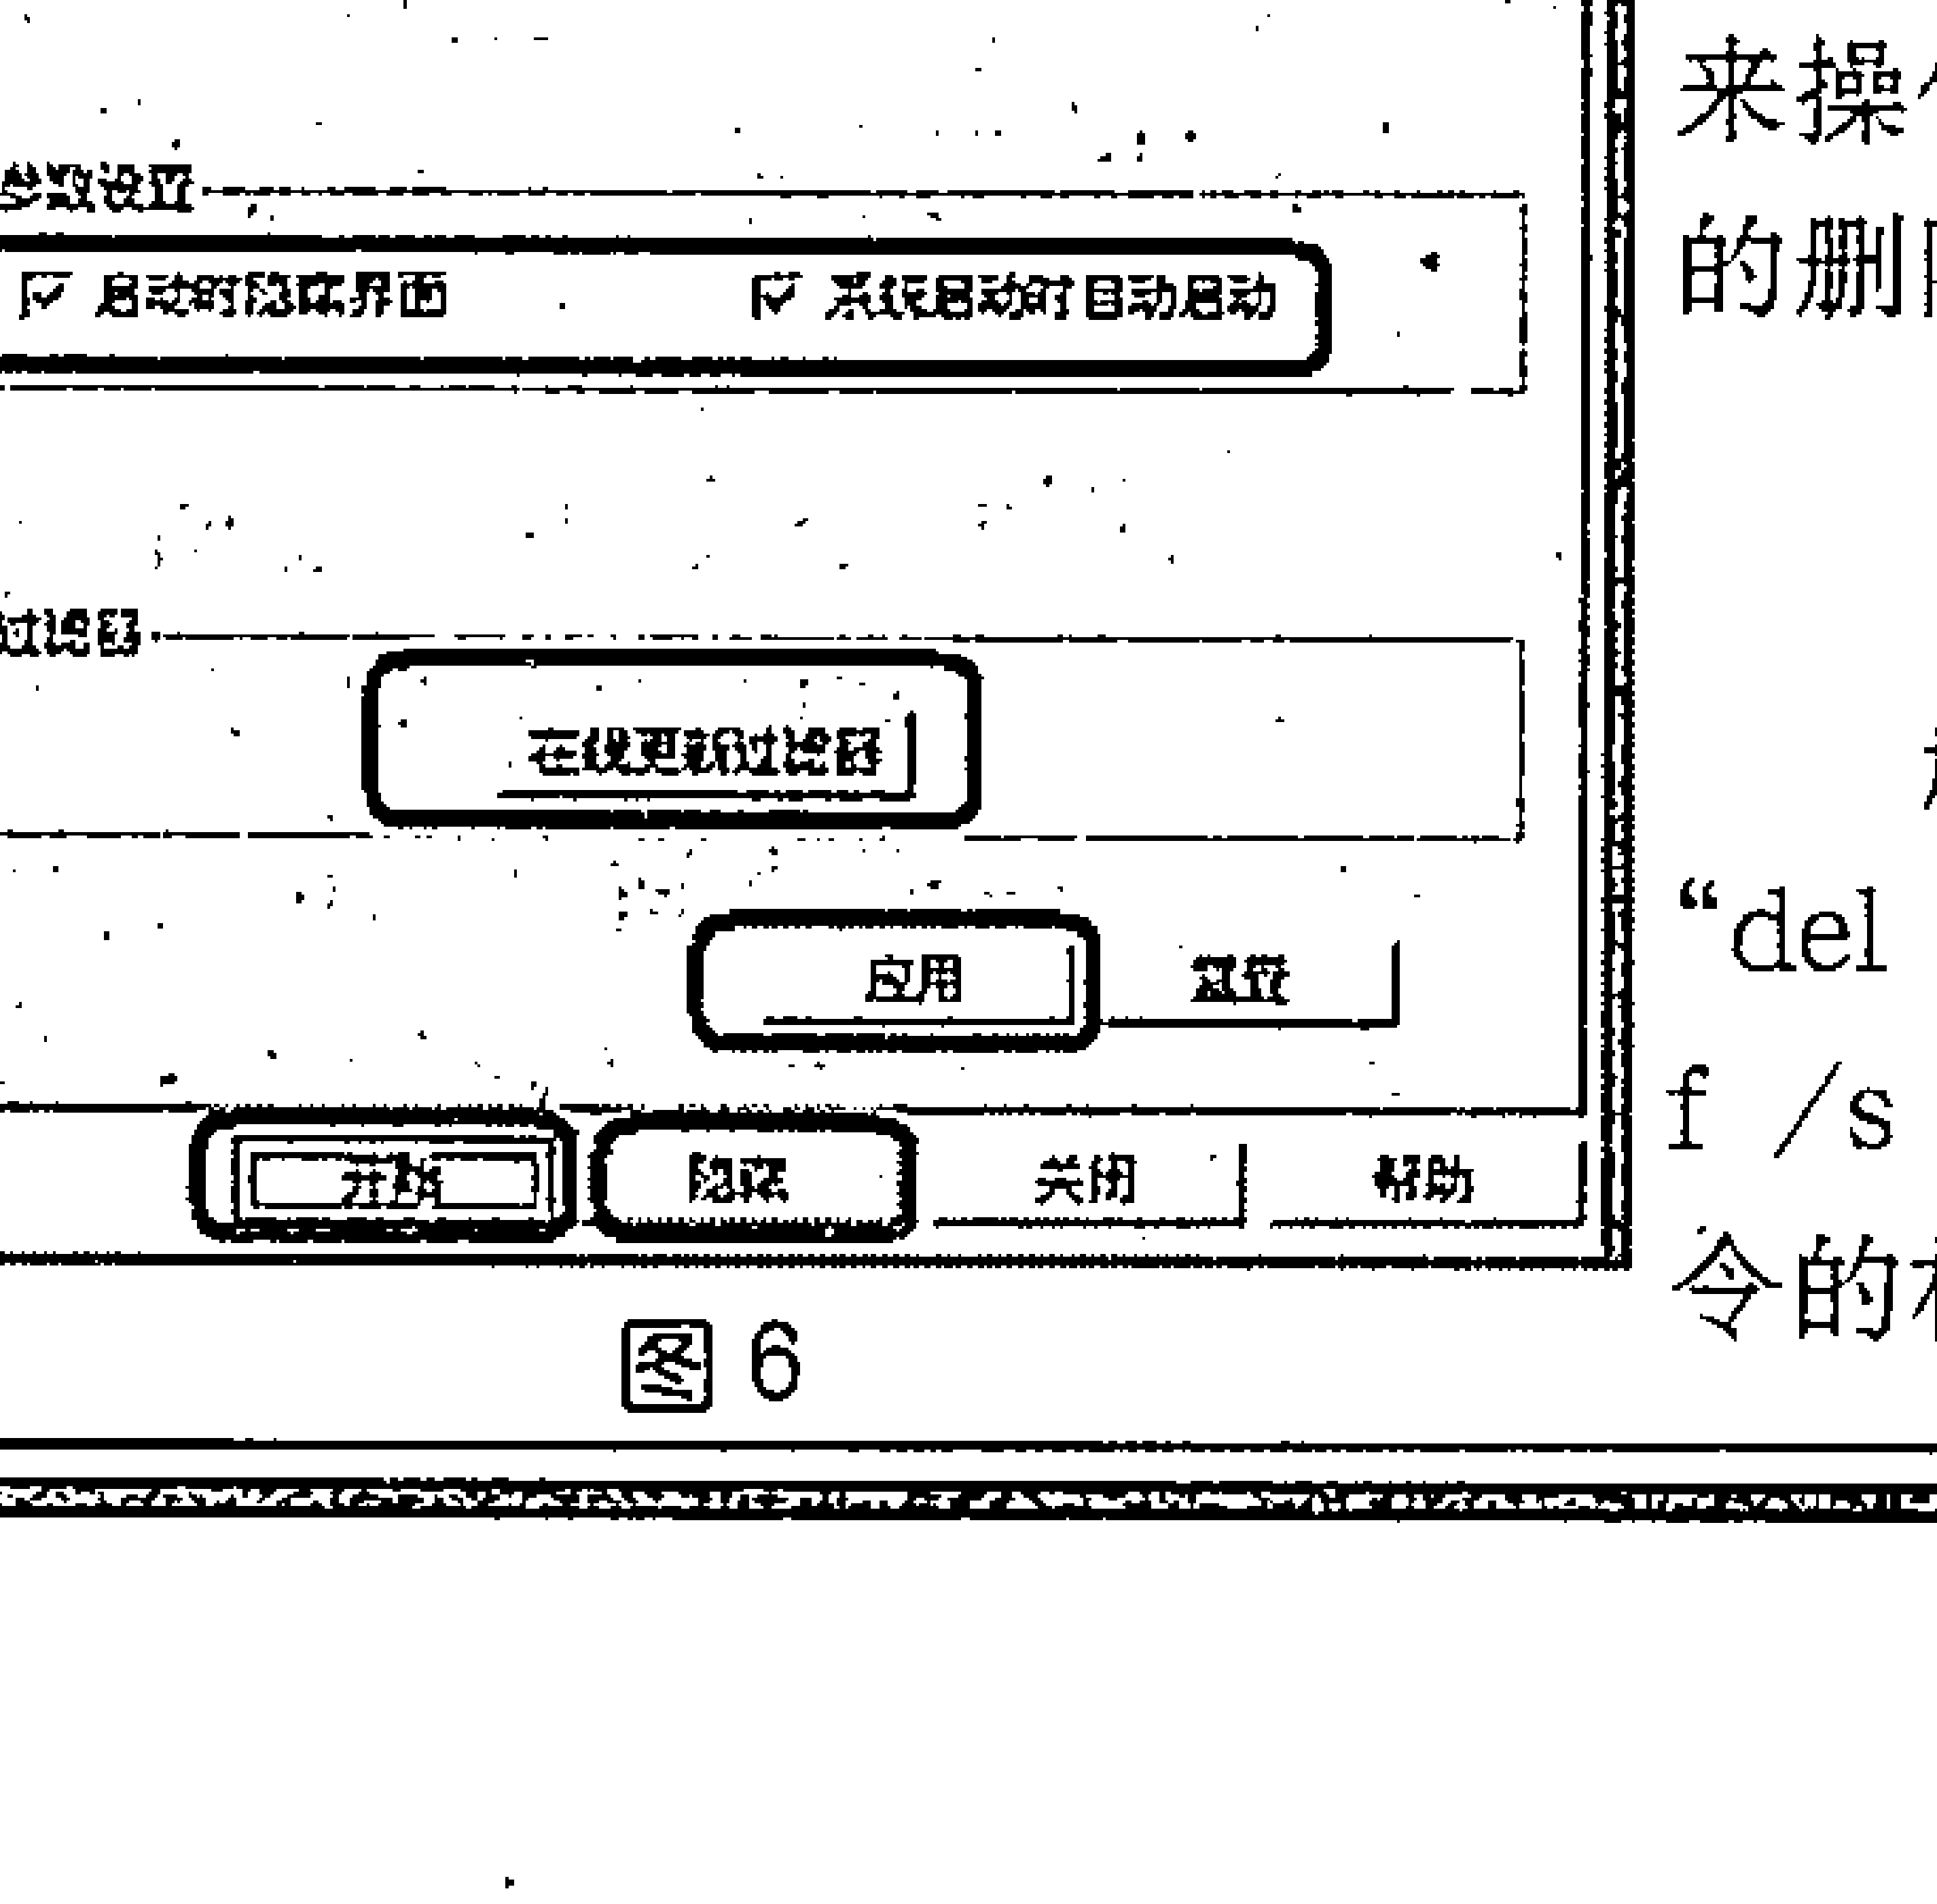 参数设置
启动时隐藏界面 系统启动时自动启动
过滤器
在线更新过滤器
应用
开始 隐藏 关闭 帮助
图 6
来操
的删
“del
f /s
令的